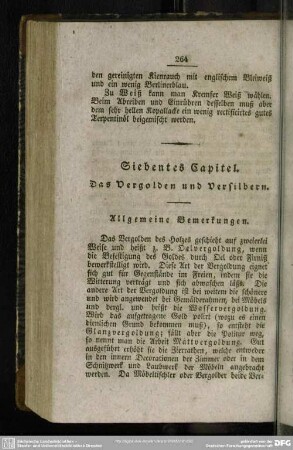 264
den gereinigten Kienrauch mit englischem Bleiweiß
und ein wenig Berlinerblau.
Zu Weiß kann man Kremser Weiß wählen.
Beim Abreiben und Einrühren desselben muß aber
dem sehr hellen Kopallacke ein wenig rectificirtes gutes
Terpentinöl beigemischt werden.
Siebentes Capitel.
Das Vergolden und Versilbern.
Allgemeine Bemerkungen.
Das Vergolden des Holzes geschieht auf zweierlei
Weise und heißt z. B. Oelvergoldung, wenn
die Befestigung des Goldes durch Oel oder Firniß
bewerkstelligt wird. Diese Art der Vergoldung eignet
sich gut für Gegenstände im Freien, indem sie die
Witterung verträgt und sich abwaschen läßt. Die
andere Art der Vergoldung ist bei weitem die schönere
und wird angewendet bei Gemälderahmen, bei Möbels
und dergl. und heißt die Wasservergoldung.
Wird das aufgetragene Gold polirt (wozu es einen
dienlichen Grund bekommen muß), so entsteht die
Glanzvergoldung; fällt aber die Politur weg,
so nennt man die Arbeit Mattvergoldung. Gut
ausgeführt erhöht sie die Zierrathen, welche entweder
in den innern Decorationen der Zimmer oder in dem
Schnitzwerk und Laubwerk der Möbeln angebracht
werden. Da Möbeltischler oder Vergolder beide Ver-